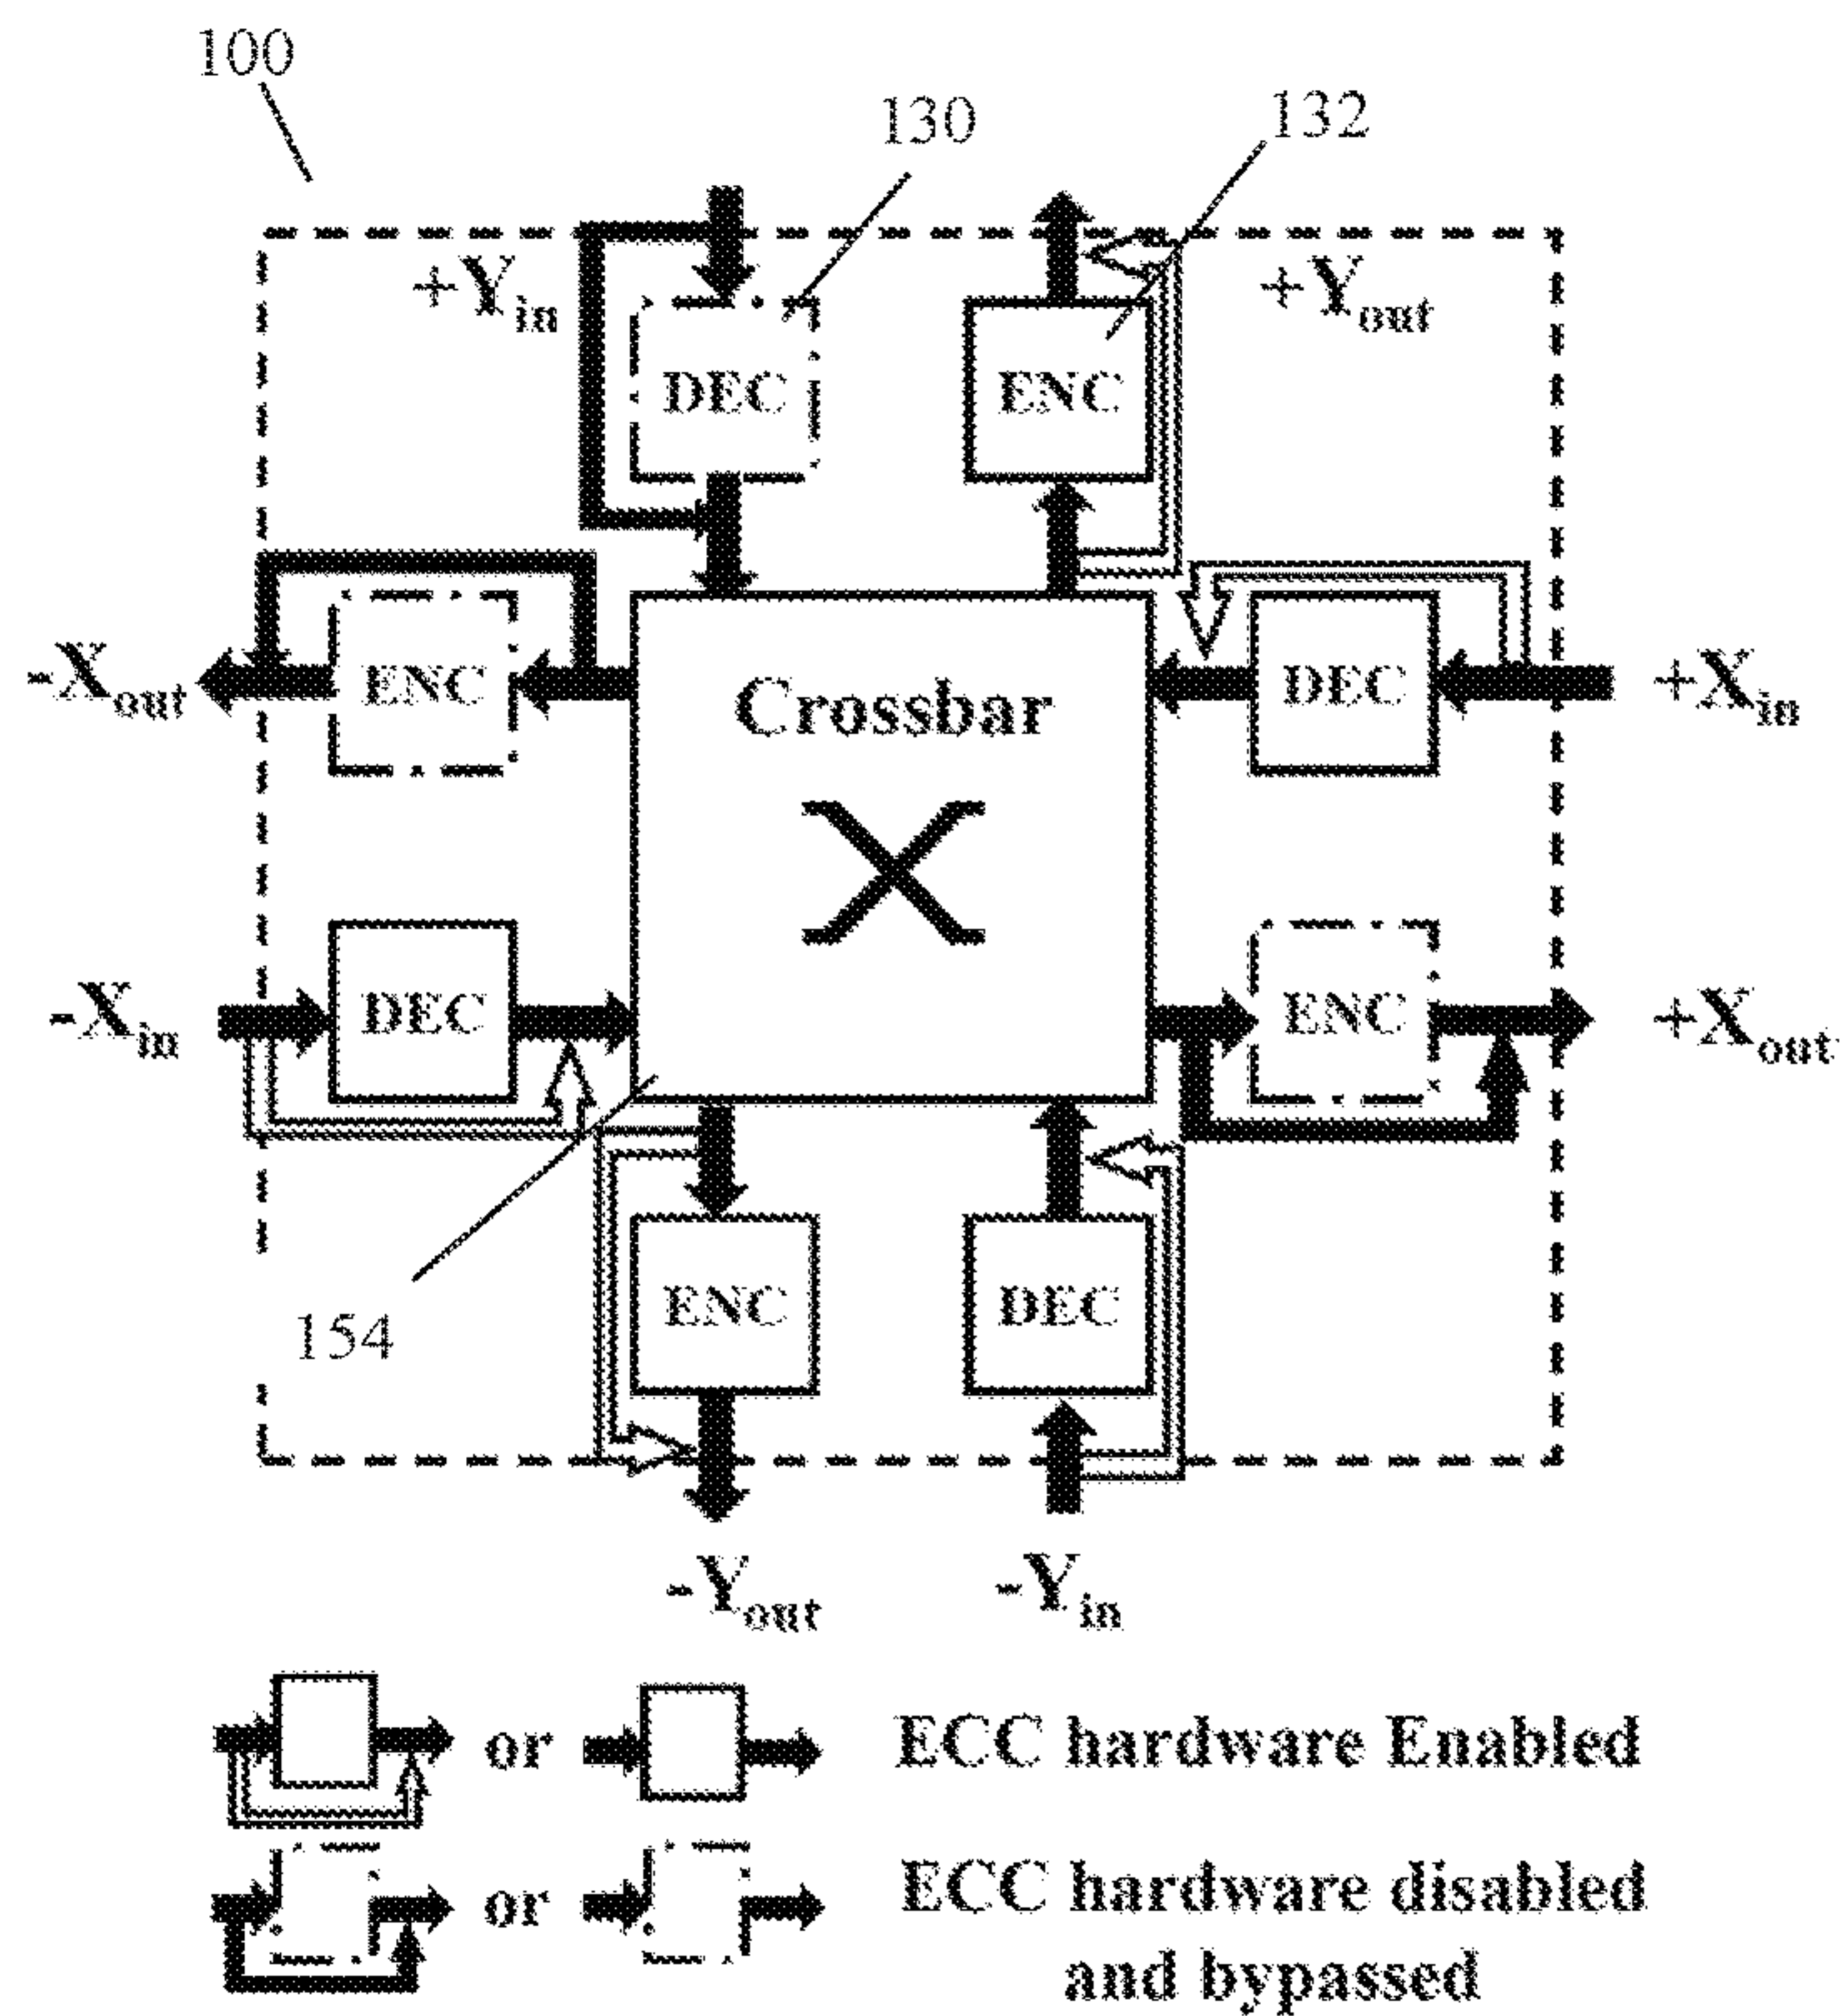 100
130
132
+Yin
+Yout
DEC
ENC
-Xout
ENC
Crossbar
DEC
+Xin
X
-Xin
DEC
ENC
+Xout
154
ENC
DEC
-Yout
-Yin
or
ECC hardware Enabled
or
ECC hardware disabled
and bypassed